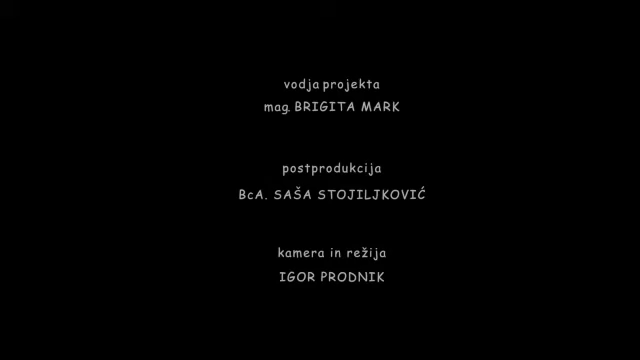 vodja projekta
mag. BRIGITA MARK
postprodukcija
BcA. SAŠA STOJILJKOVIĆ
kamera in režija
IGOR PRODNIK